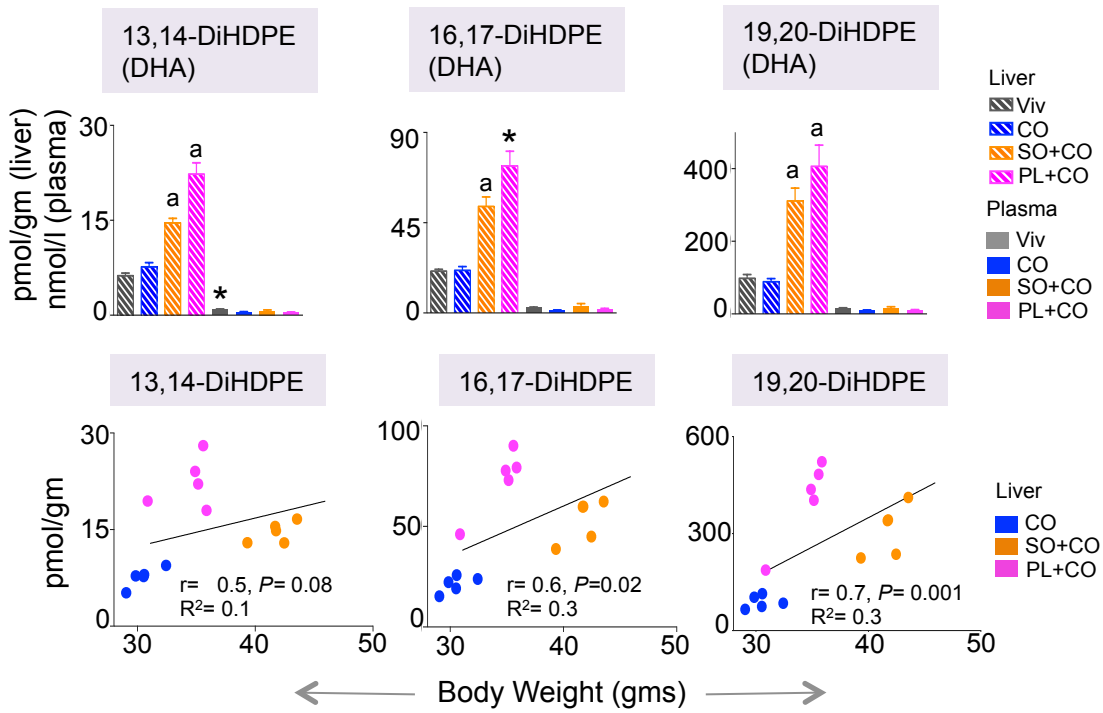 13,14-DiHDPE
(DHA)
16,17-DiHDPE
(DHA)
19,20-DiHDPE
(DHA)
pmol/gm (liver)
nmol/l (plasma)
30
15
0
a
a
*
90
45
0
a
*
400
200
0
a
a
Liver
Viv
CO
SO+CO
PL+CO
Plasma
Viv
CO
SO+CO
PL+CO
13,14-DiHDPE
16,17-DiHDPE
19,20-DiHDPE
pmol/gm
30
15
0
r= 0.5, P= 0.08
R2= 0.1
30 40 50
100
50
0
r= 0.6, P=0.02
R2= 0.3
30 40 50
600
300
0
r= 0.7, P= 0.001
R2= 0.3
30 40 50
Liver
CO
SO+CO
PL+CO
Body Weight (gms)